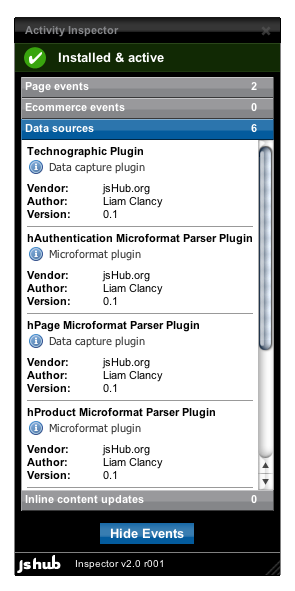 Activity Inspector
Installed & active
Page events 2
Ecommerce events 0
Data sources 6
Technographic Plugin
Data capture plugin
Vendor: jsHub.org
Author: Liam Clancy
Version: 0.1
hAuthentication Microformat Parser Plugin
Microformat plugin
Vendor: jsHub.org
Author: Liam Clancy
Version: 0.1
hPage Microformat Parser Plugin
Data capture plugin
Vendor: jsHub.org
Author: Liam Clancy
Version: 0.1
hProduct Microformat Parser Plugin
Microformat plugin
Vendor: jsHub.org
Author: Liam Clancy
Version: 0.1
Inline content updates 0
Hide Events
jshub Inspector v2.0 r001